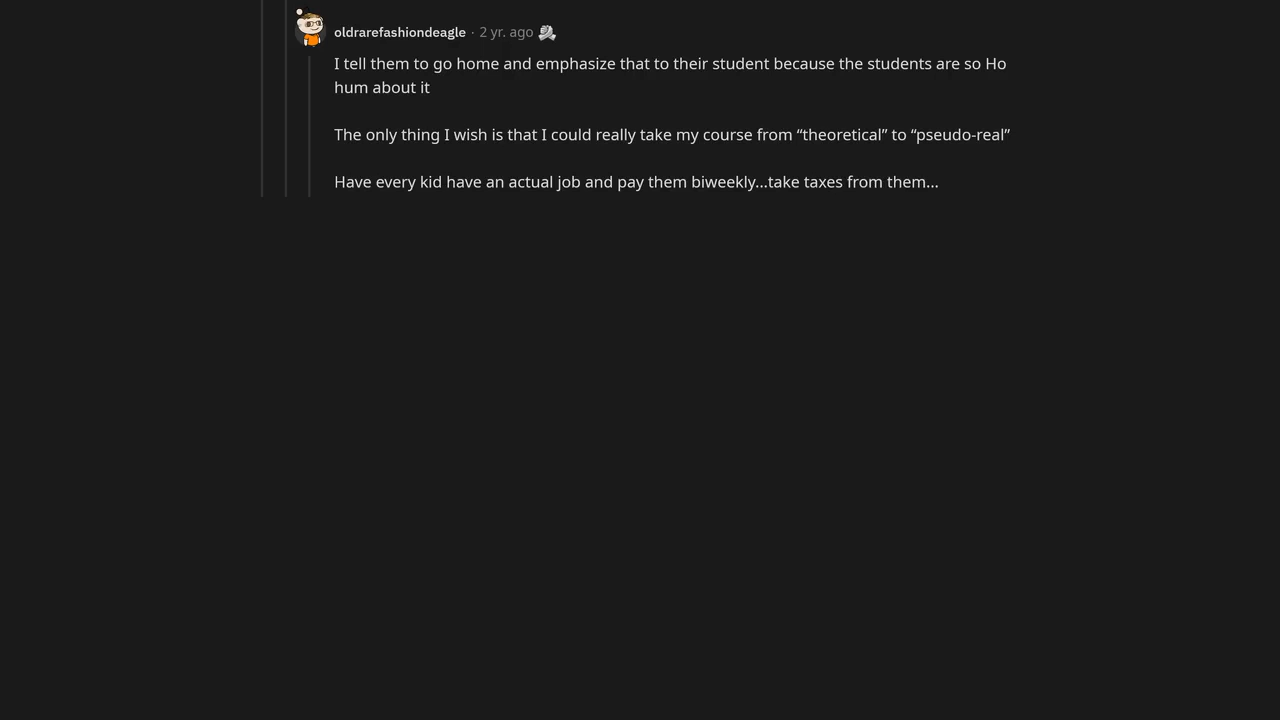 oldrarefashiondeagle · 2 yr. ago
I tell them to go home and emphasize that to their student because the students are so Ho
hum about it
The only thing I wish is that I could really take my course from “theoretical” to “pseudo-real”
Have every kid have an actual job and pay them biweekly...take taxes from them...